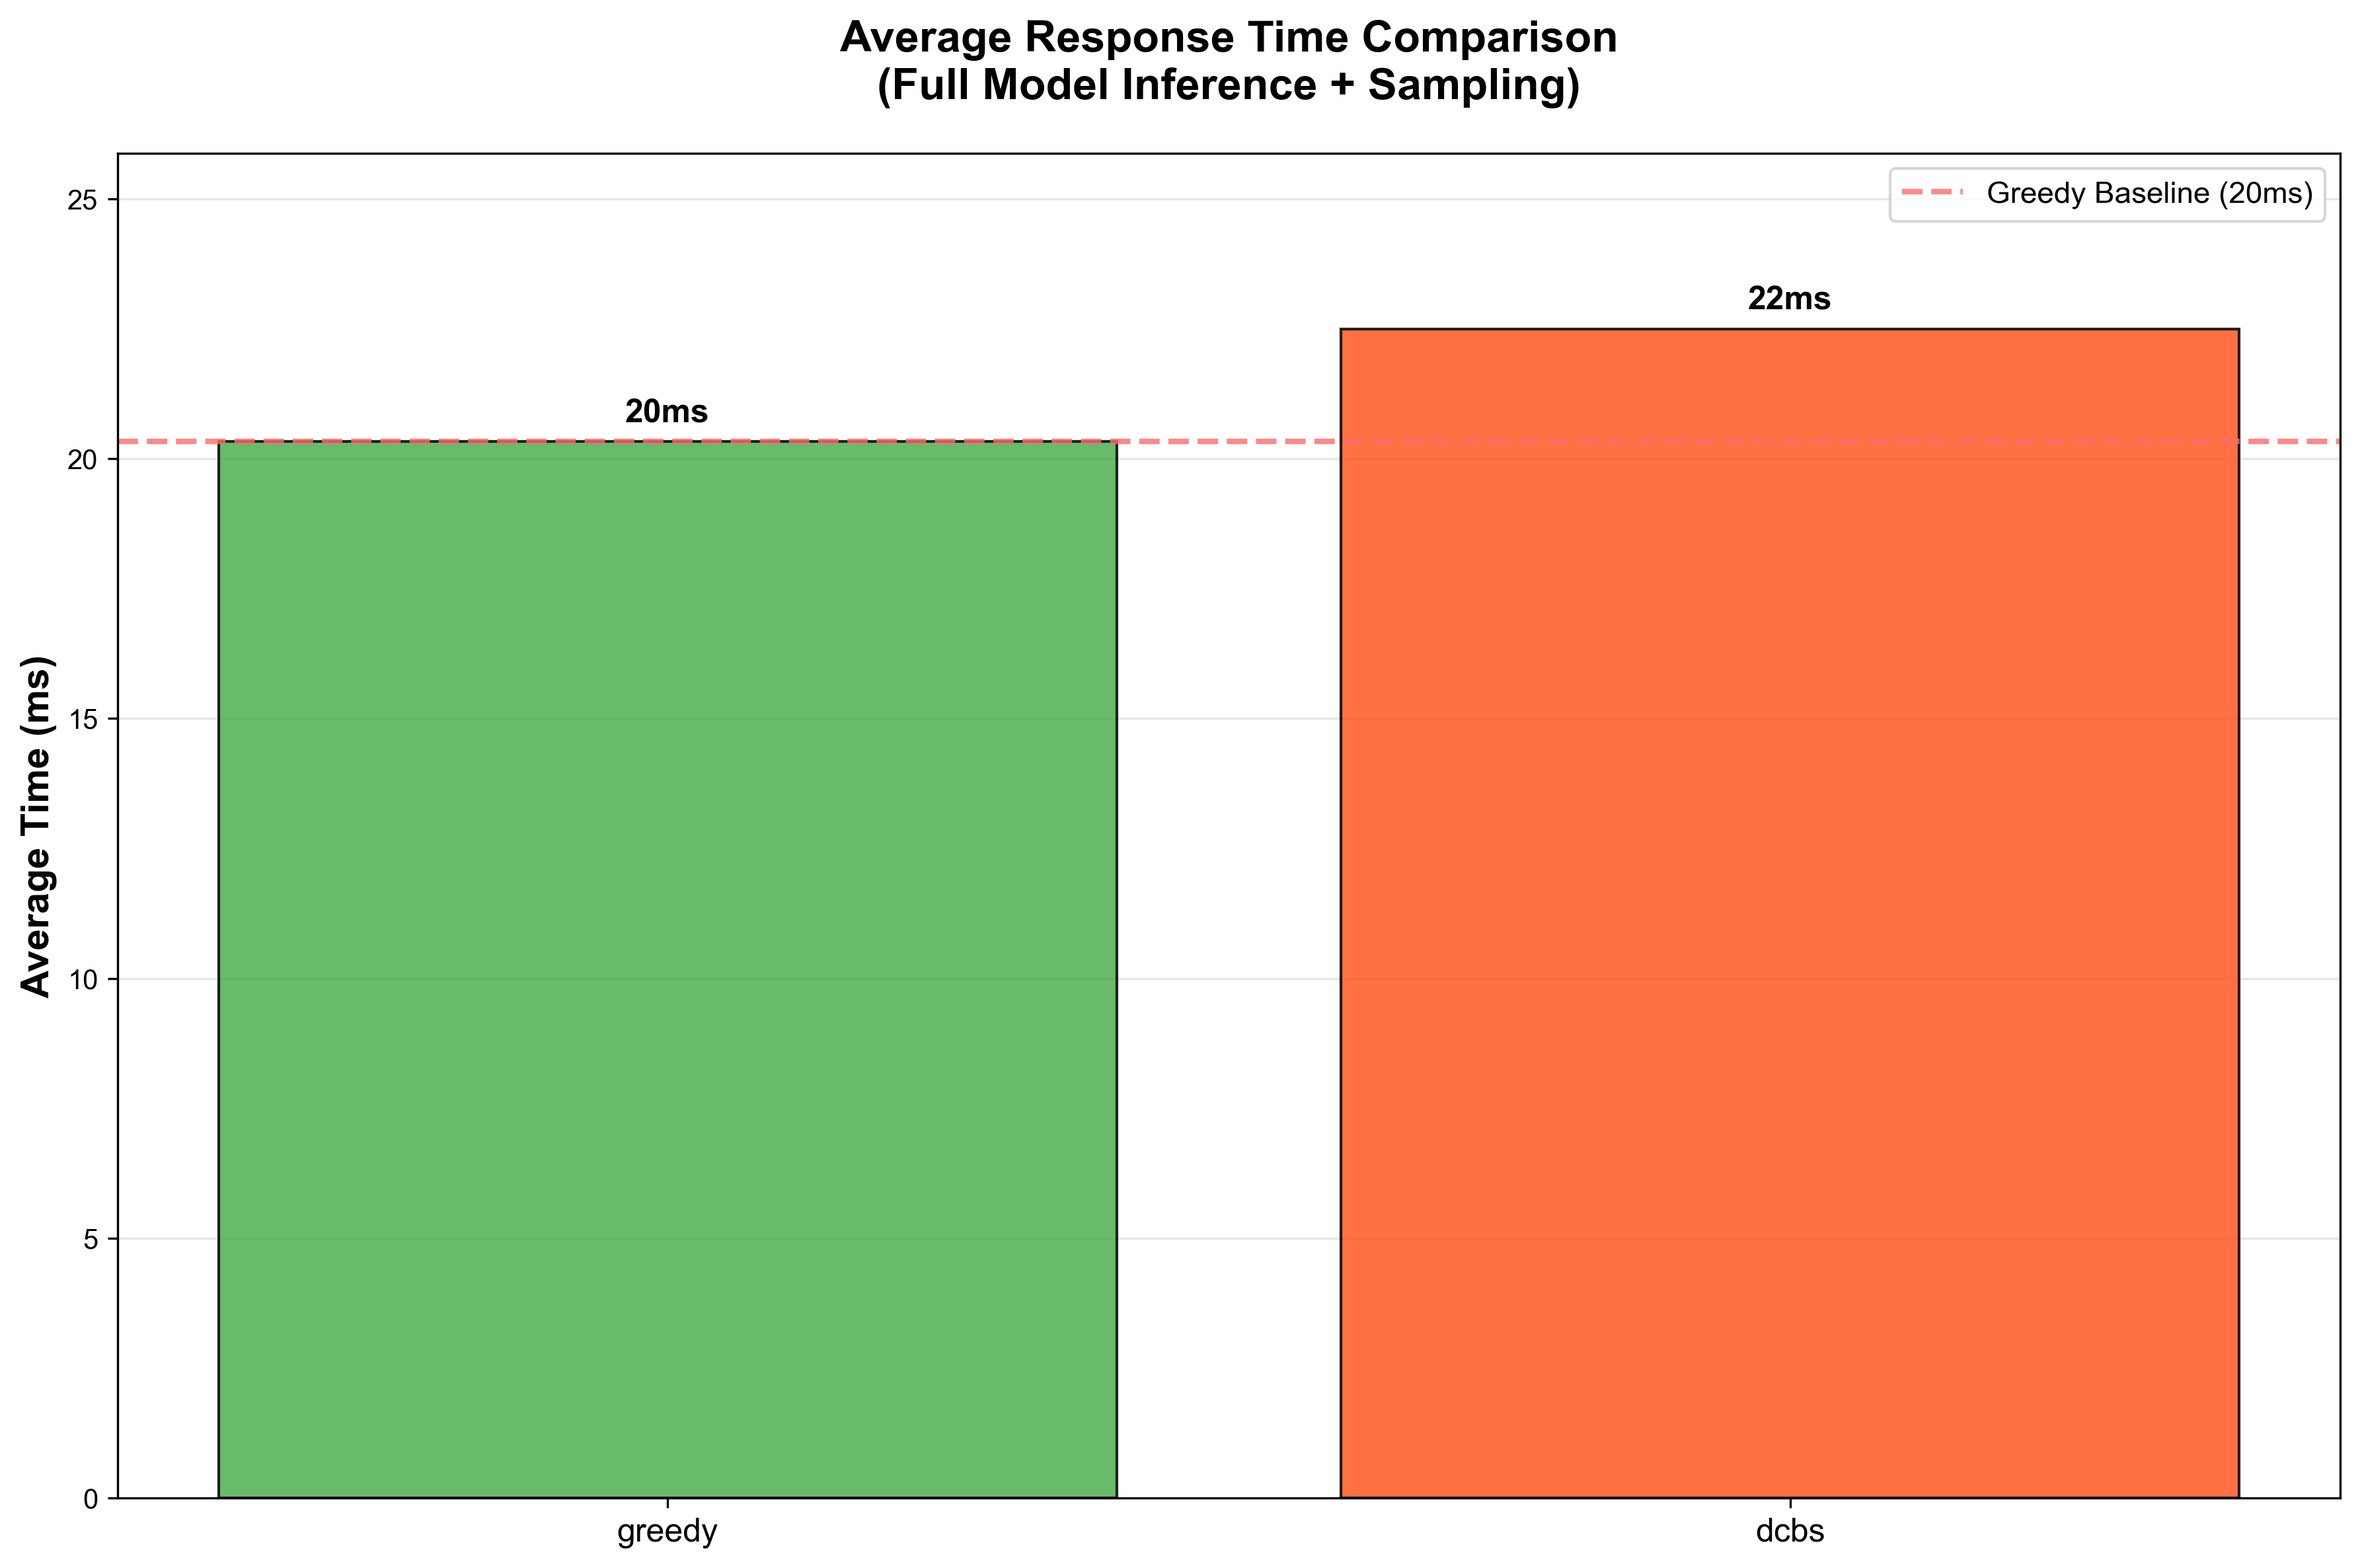 Average Response Time Comparison
(Full Model Inference + Sampling)
Greedy Baseline (20ms)
25
20
15
10
5
0
Average Time (ms)
20ms
22ms
greedy
dcbs